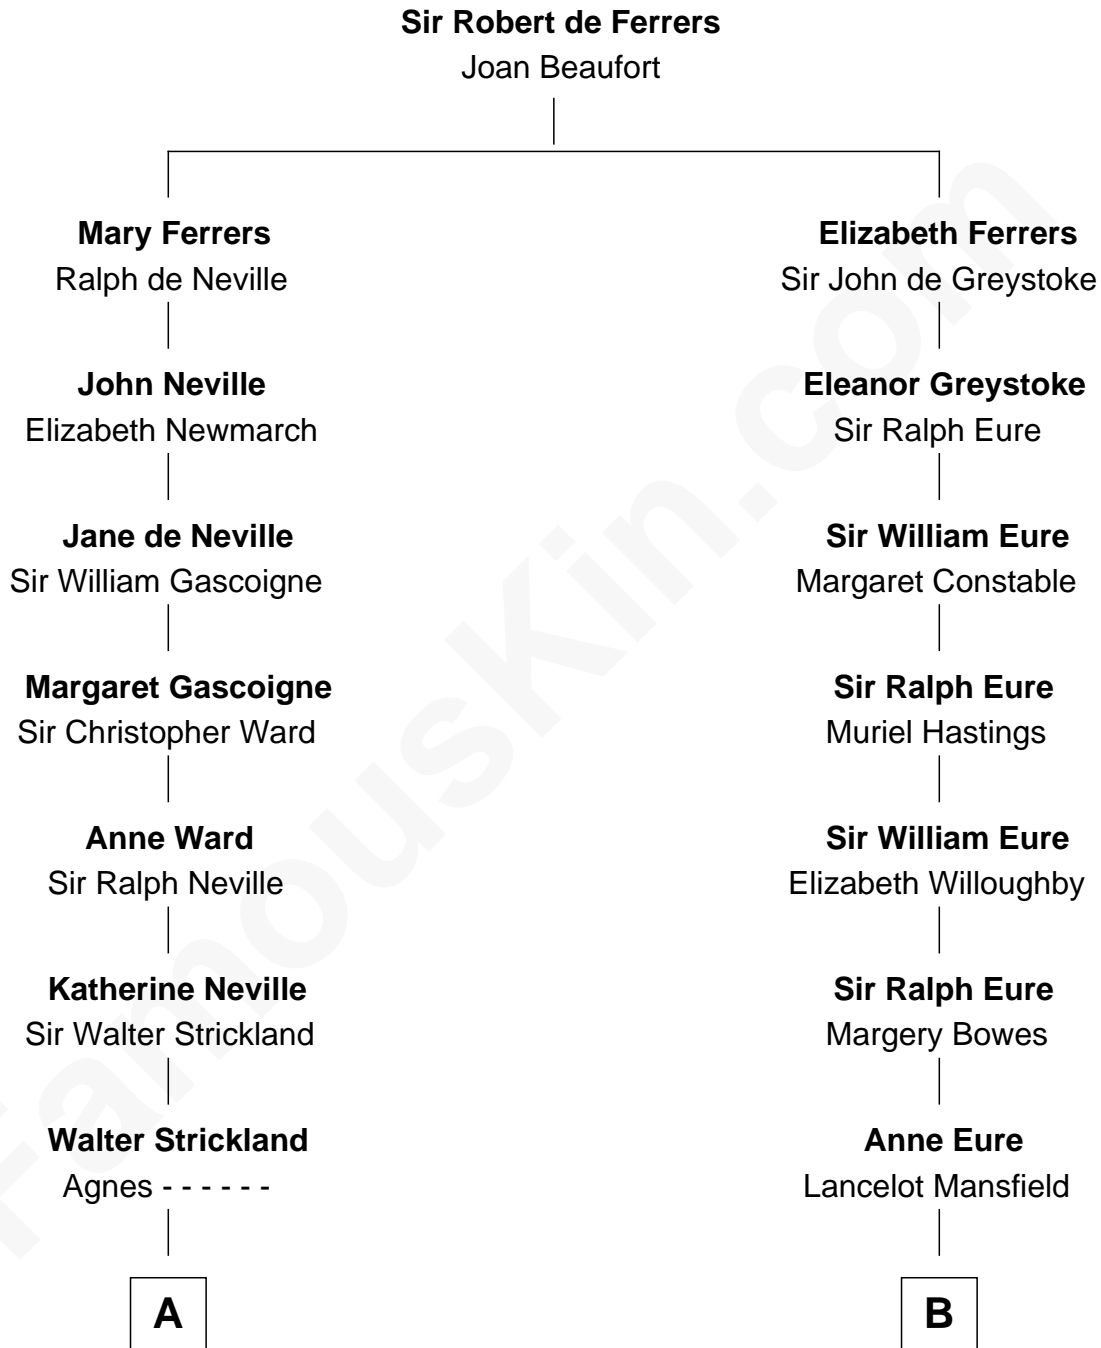 Sir Robert de Ferrers
Joan Beaufort
Mary Ferrers
Ralph de Neville
Elizabeth Ferrers
Sir John de Greystoke
John Neville
Elizabeth Newmarch
Eleanor Greystoke
Sir Ralph Eure
Jane de Neville
Sir William Gascoigne
Sir William Eure
Margaret Constable
Margaret Gascoigne
Sir Christopher Ward
Sir Ralph Eure
Muriel Hastings
Anne Ward
Sir Ralph Neville
Sir William Eure
Elizabeth Willoughby
Katherine Neville
Sir Walter Strickland
Sir Ralph Eure
Margery Bowes
Walter Strickland
Agnes - - - - - -
Anne Eure
Lancelot Mansfield
A
B
FamousKin.com